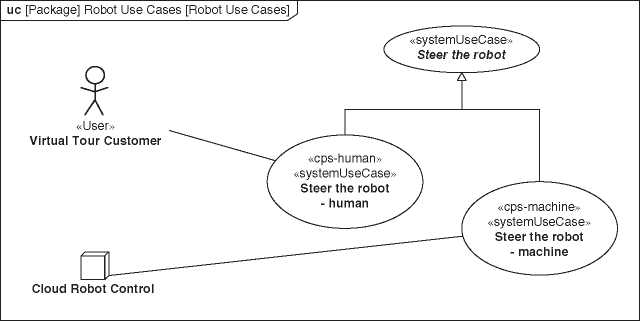 uc [Package] Robot Use Cases [Robot Use Cases]
«systemUseCase»
Steer the robot
«User»
Virtual Tour Customer
«cps-human»
«systemUseCase»
Steer the robot
- human
«cps-machine»
«systemUseCase»
Steer the robot
- machine
Cloud Robot Control